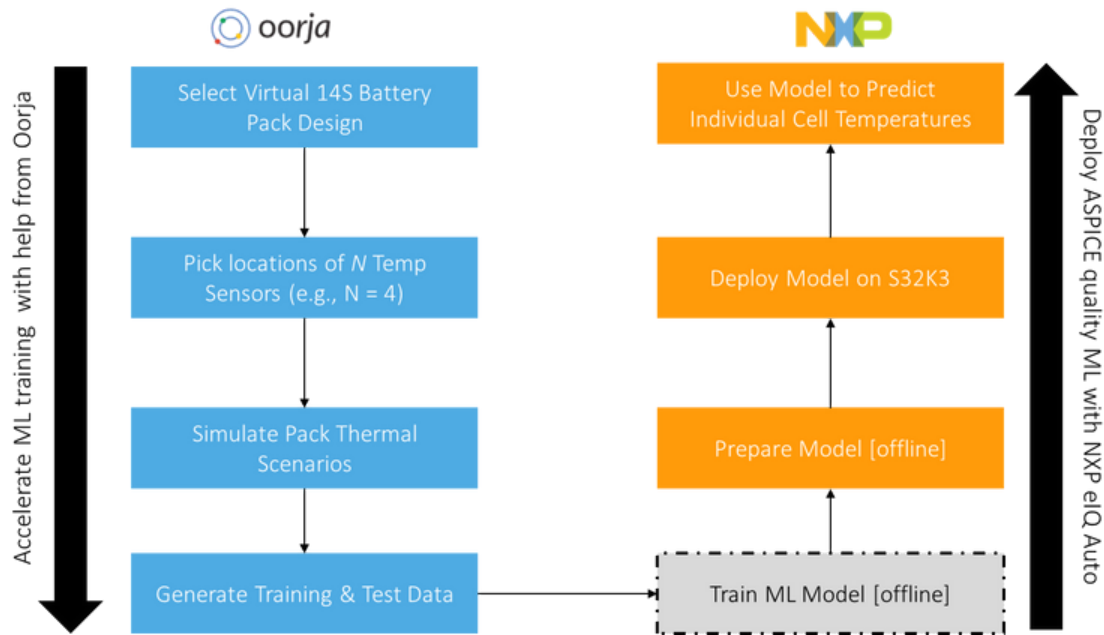 oorja
NXP
Accelerate ML training with help from Oorja
Select Virtual 14S Battery
Pack Design
Pick locations of N Temp
Sensors (e.g., N = 4)
Simulate Pack Thermal
Scenarios
Generate Training & Test Data
Train ML Model [offline]
Prepare Model [offline]
Deploy Model on S32K3
Use Model to Predict
Individual Cell Temperatures
Deploy ASPICE quality ML with NXP eIQ Auto